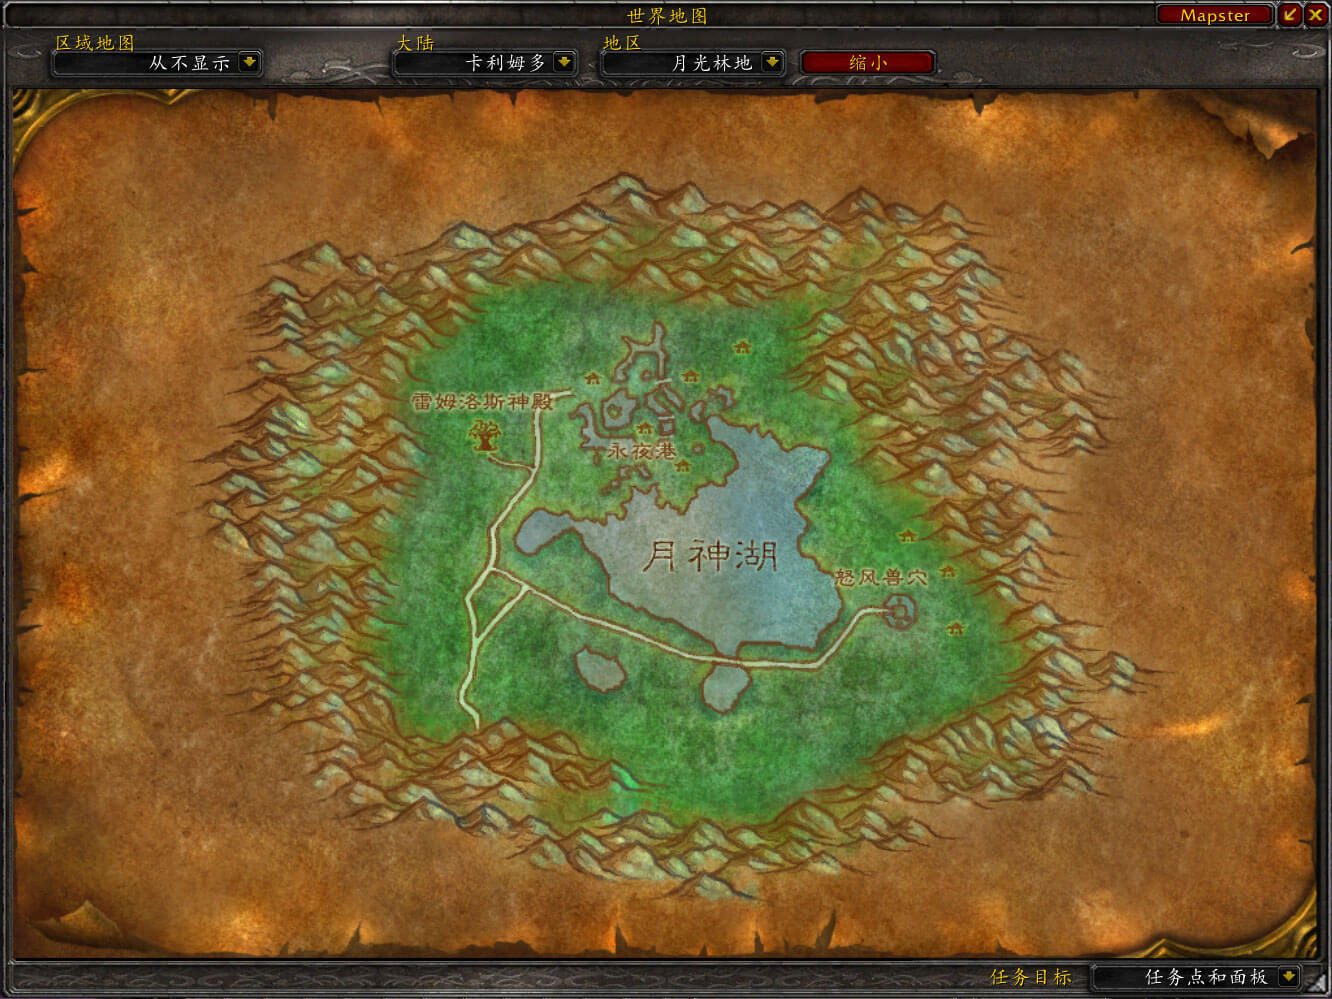 世界地图
Mapster
区域地图
大陆
地区
从不显示
卡利姆多
月光林地
缩小
雷姆洛斯神殿
永夜港
月神湖
怒风兽穴
任务目标
任务点和面板